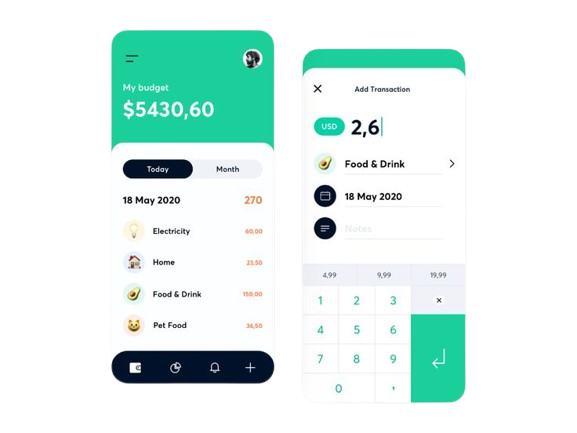 My budget
$5430,60
Today Month
18 May 2020 270
Electricity 60,00
Home 23,50
Food & Drink 150,00
Pet Food 36,50
Add Transaction
USD 2,6
Food & Drink
18 May 2020
Notes
4,99 9,99 19,99
1 2 3
4 5 6
7 8 9
0 ,